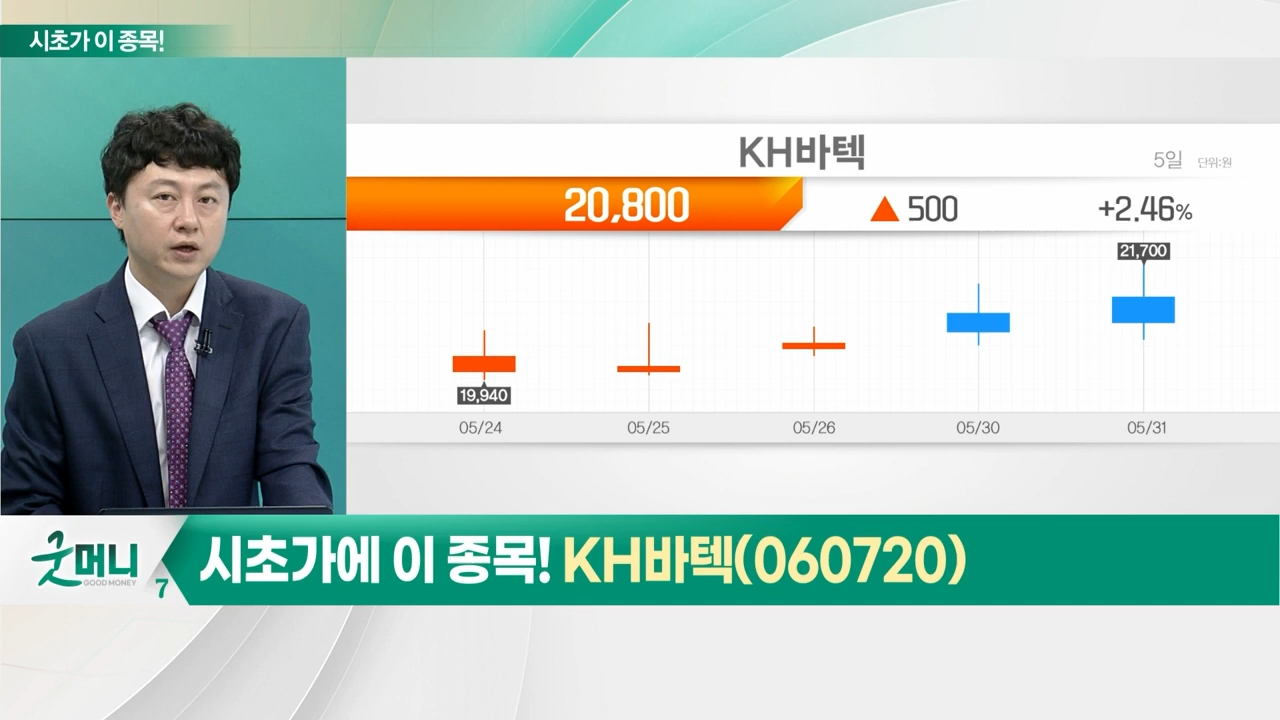 시초가 이 종목!
KH바텍
5일 단위:원
20,800 ▲ 500 +2.46%
21,700
19,940
05/24 05/25 05/26 05/30 05/31
굿머니
GOOD MONEY
7
시초가에 이 종목! KH바텍(060720)